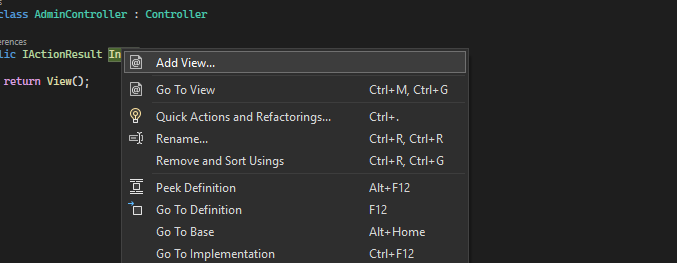 class AdminController : Controller
erences
lic IActionResult In
return View();
Add View...
Go To View Ctrl+M, Ctrl+G
Quick Actions and Refactorings... Ctrl+.
Rename... Ctrl+R, Ctrl+R
Remove and Sort Usings Ctrl+R, Ctrl+G
Peek Definition Alt+F12
Go To Definition F12
Go To Base Alt+Home
Go To Implementation Ctrl+F12